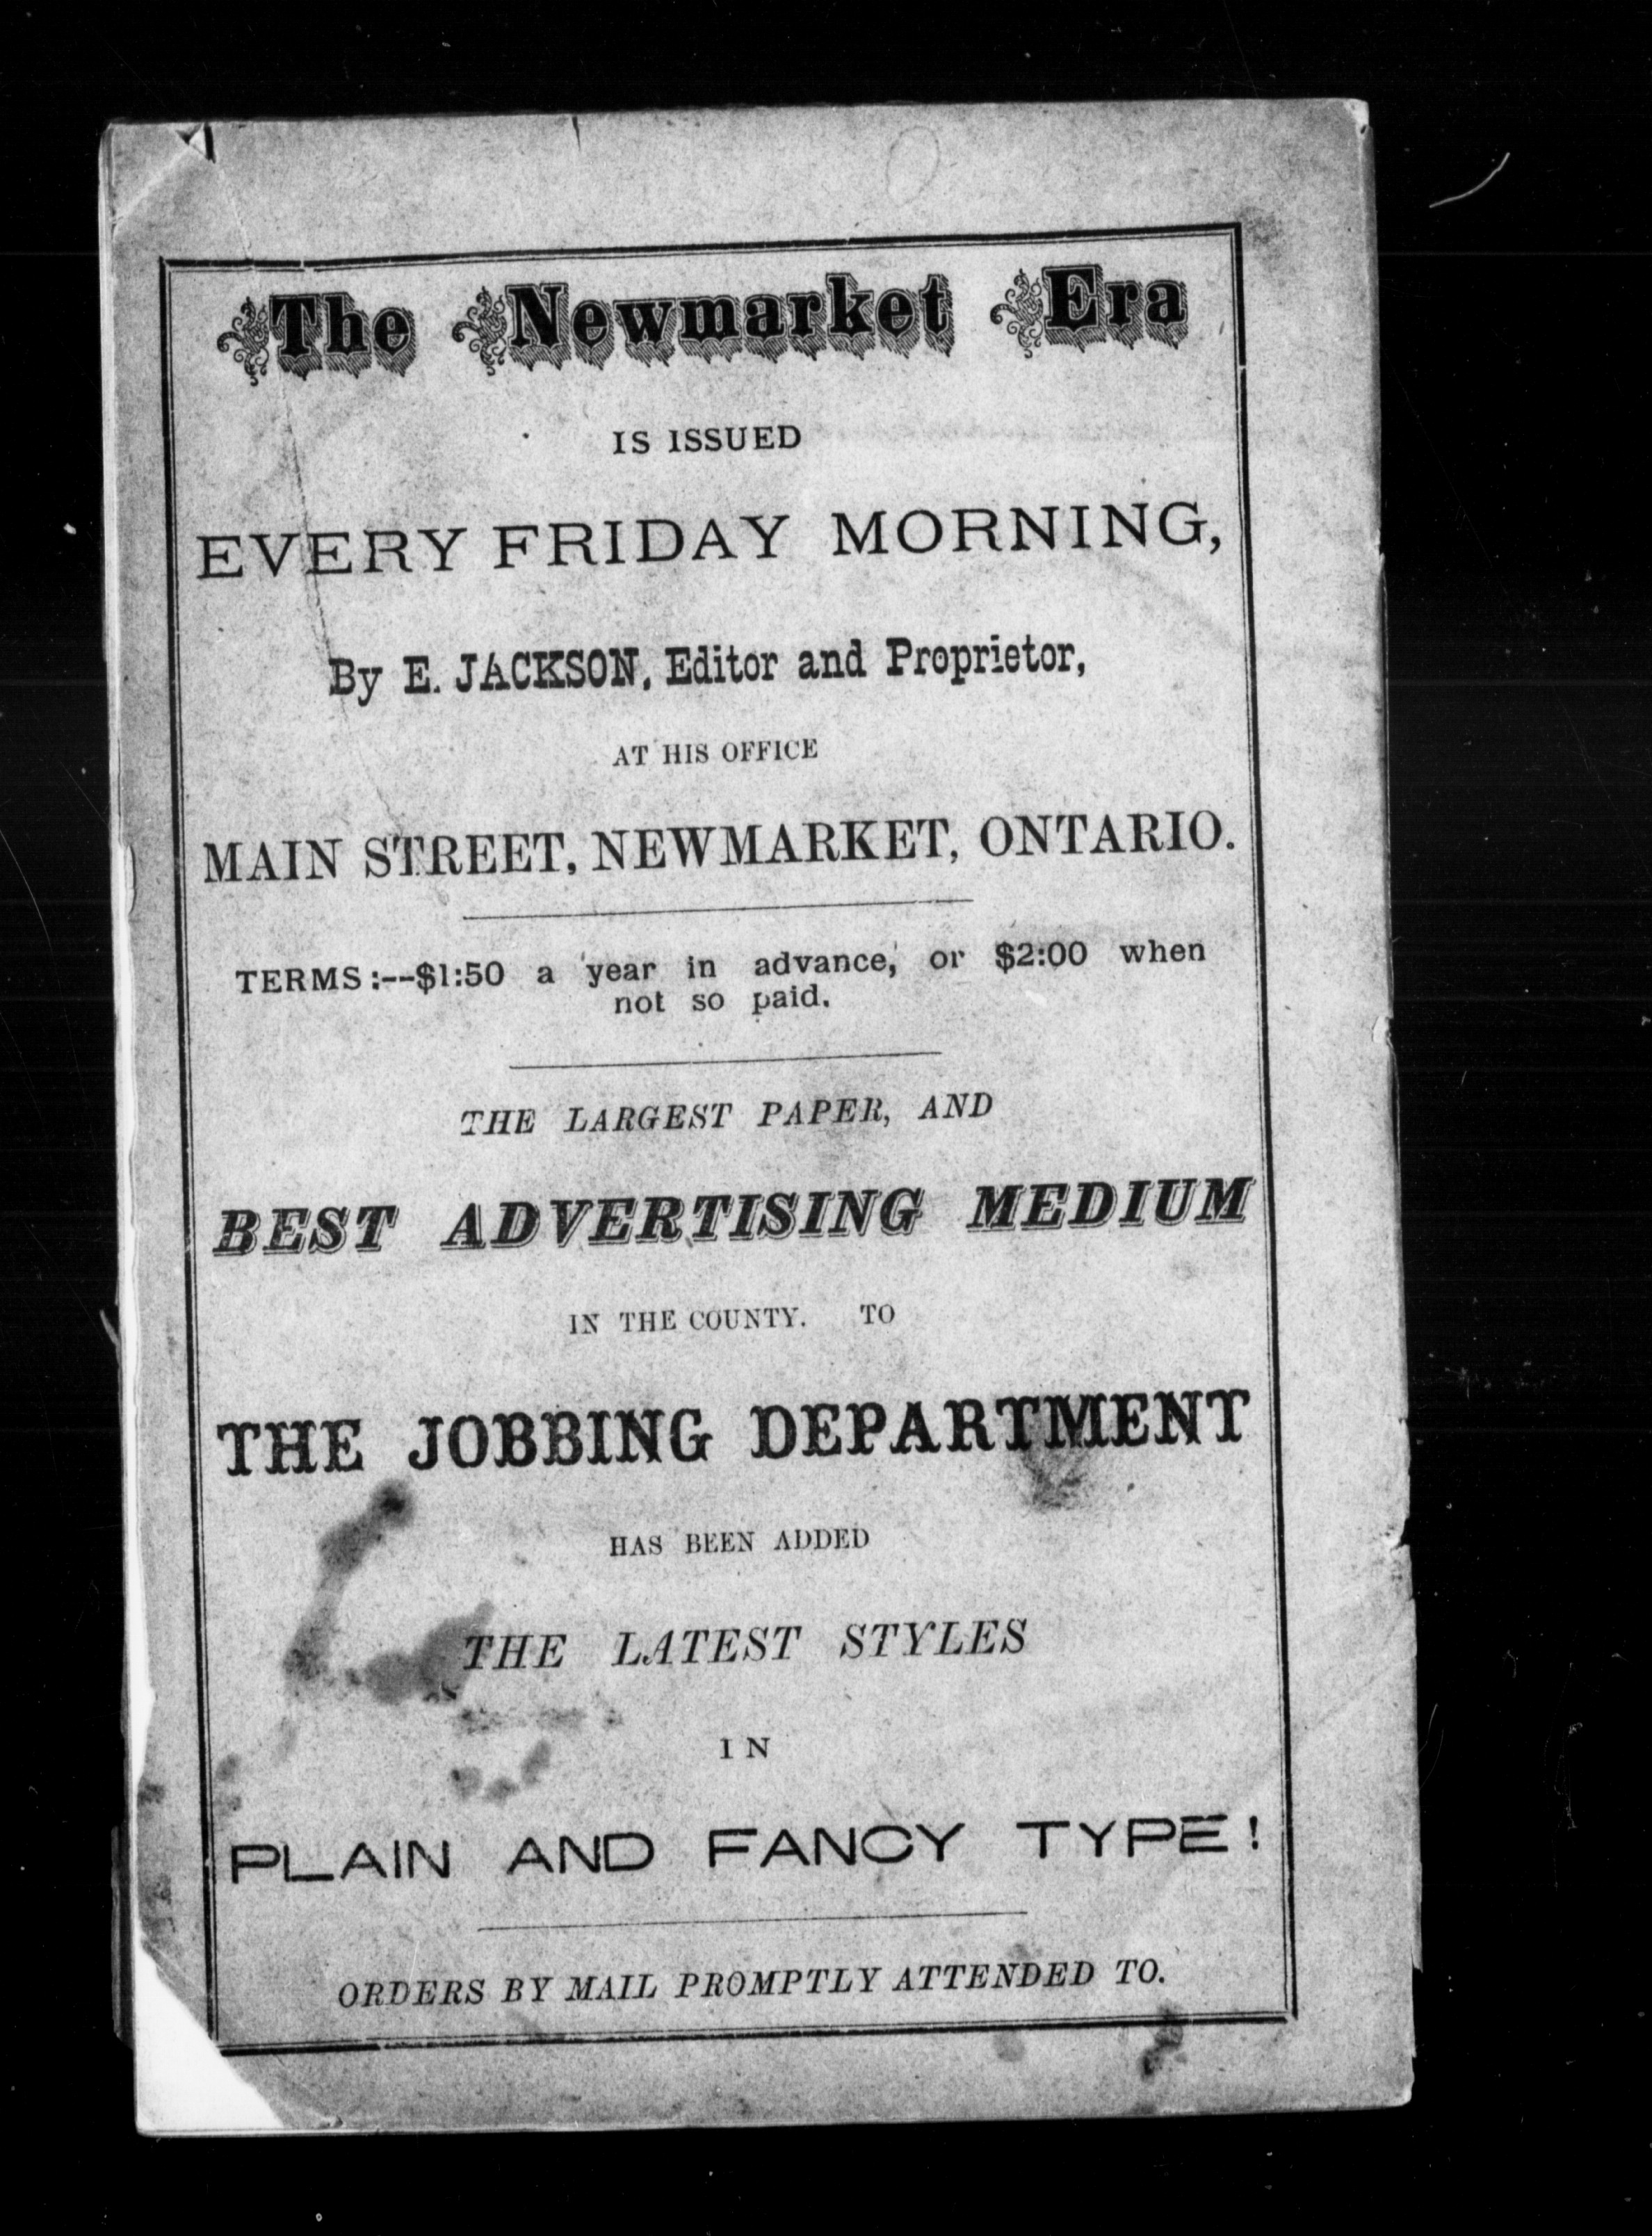 The Newmarket Era
IS ISSUED
EVERY FRIDAY MORNING,
By E. JACKSON, Editor and Proprietor,
AT HIS OFFICE
MAIN STREET, NEWMARKET, ONTARIO.
TERMS:--$1:50 a year in advance, or $2:00 when
not so paid.
THE LARGEST PAPER, AND
BEST ADVERTISING MEDIUM
IN THE COUNTY. TO
THE JOBBING DEPARTMENT
HAS BEEN ADDED
THE LATEST STYLES
IN
PLAIN AND FANCY TYPE!
ORDERS BY MAIL PROMPTLY ATTENDED TO.